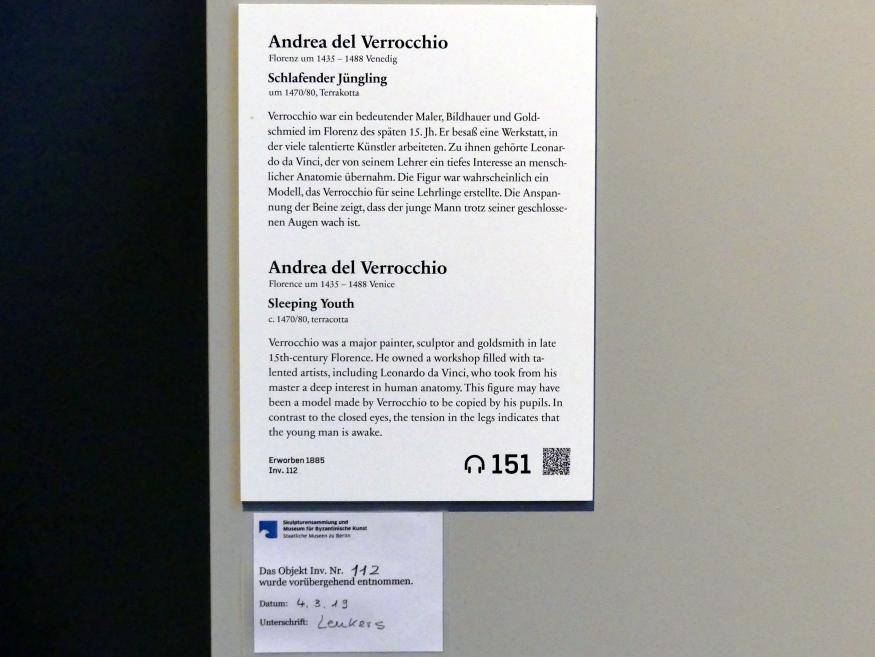 Andrea del Verrocchio
Florenz um 1435 – 1488 Venedig
Schlafender Jüngling
um 1470/80, Terrakotta
Verrocchio war ein bedeutender Maler, Bildhauer und Gold-
schmied im Florenz des späten 15. Jh. Er besaß eine Werkstatt, in
der viele talentierte Künstler arbeiteten. Zu ihnen gehörte Leonar-
do da Vinci, der von seinem Lehrer ein tiefes Interesse an mensch-
licher Anatomie übernahm. Die Figur war wahrscheinlich ein
Modell, das Verrocchio für seine Lehrlinge erstellte. Die Anspan-
nung der Beine zeigt, dass der junge Mann trotz seiner geschlosse-
nen Augen wach ist.
Andrea del Verrocchio
Florence um 1435 – 1488 Venice
Sleeping Youth
c. 1470/80, terracotta
Verrocchio was a major painter, sculptor and goldsmith in late
15th-century Florence. He owned a workshop filled with ta-
lented artists, including Leonardo da Vinci, who took from his
master a deep interest in human anatomy. This figure may have
been a model made by Verrocchio to be copied by his pupils. In
contrast to the closed eyes, the tension in the legs indicates that
the young man is awake.
Erworben 1885
Inv. 112
151
Skulpturensammlung und
Museum für Byzantinische Kunst
Staatliche Museen zu Berlin
Das Objekt Inv. Nr. 112
wurde vorübergehend entnommen.
Datum: 4. 3. 19
Unterschrift: Leukers